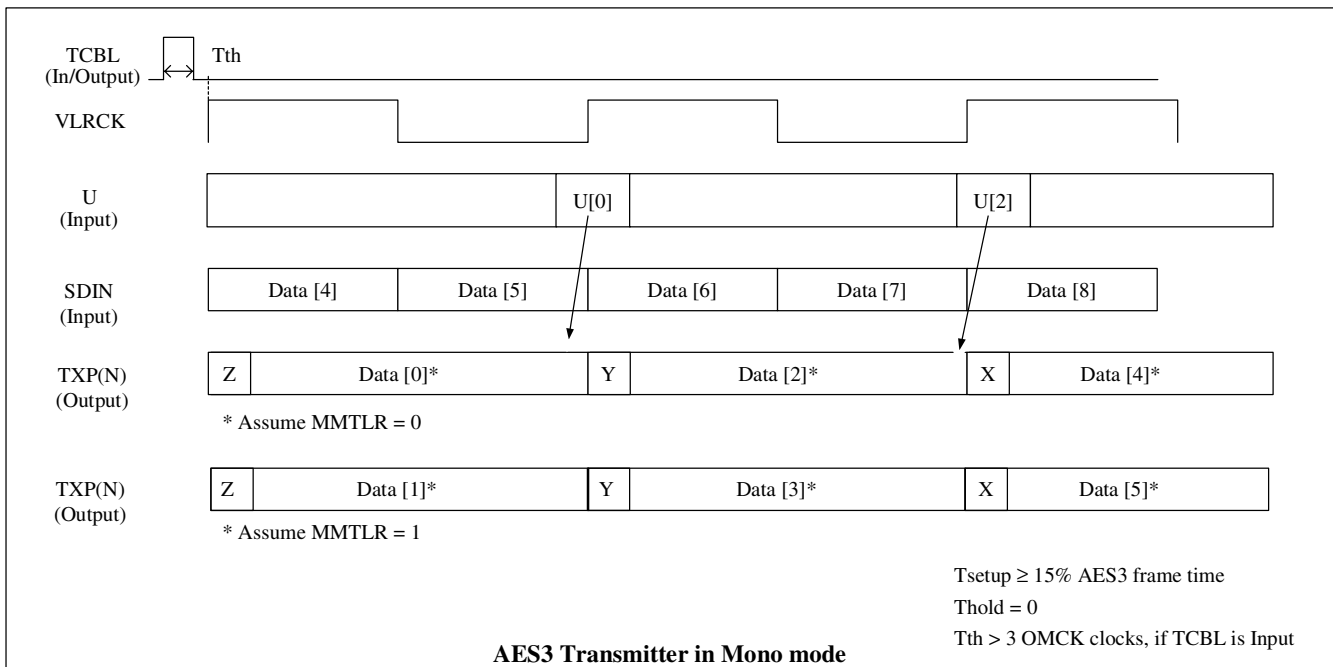 TCBL
(In/Output)
Tth
VLRCK
U
(Input)
U[0]
U[2]
SDIN
(Input)
Data [4]
Data [5]
Data [6]
Data [7]
Data [8]
TXP(N)
(Output)
Z
Data [0]*
Y
Data [2]*
X
Data [4]*
* Assume MMTLR = 0
TXP(N)
(Output)
Z
Data [1]*
Y
Data [3]*
X
Data [5]*
* Assume MMTLR = 1
Tsetup ≥ 15% AES3 frame time
Thold = 0
Tth > 3 OMCK clocks, if TCBL is Input
AES3 Transmitter in Mono mode